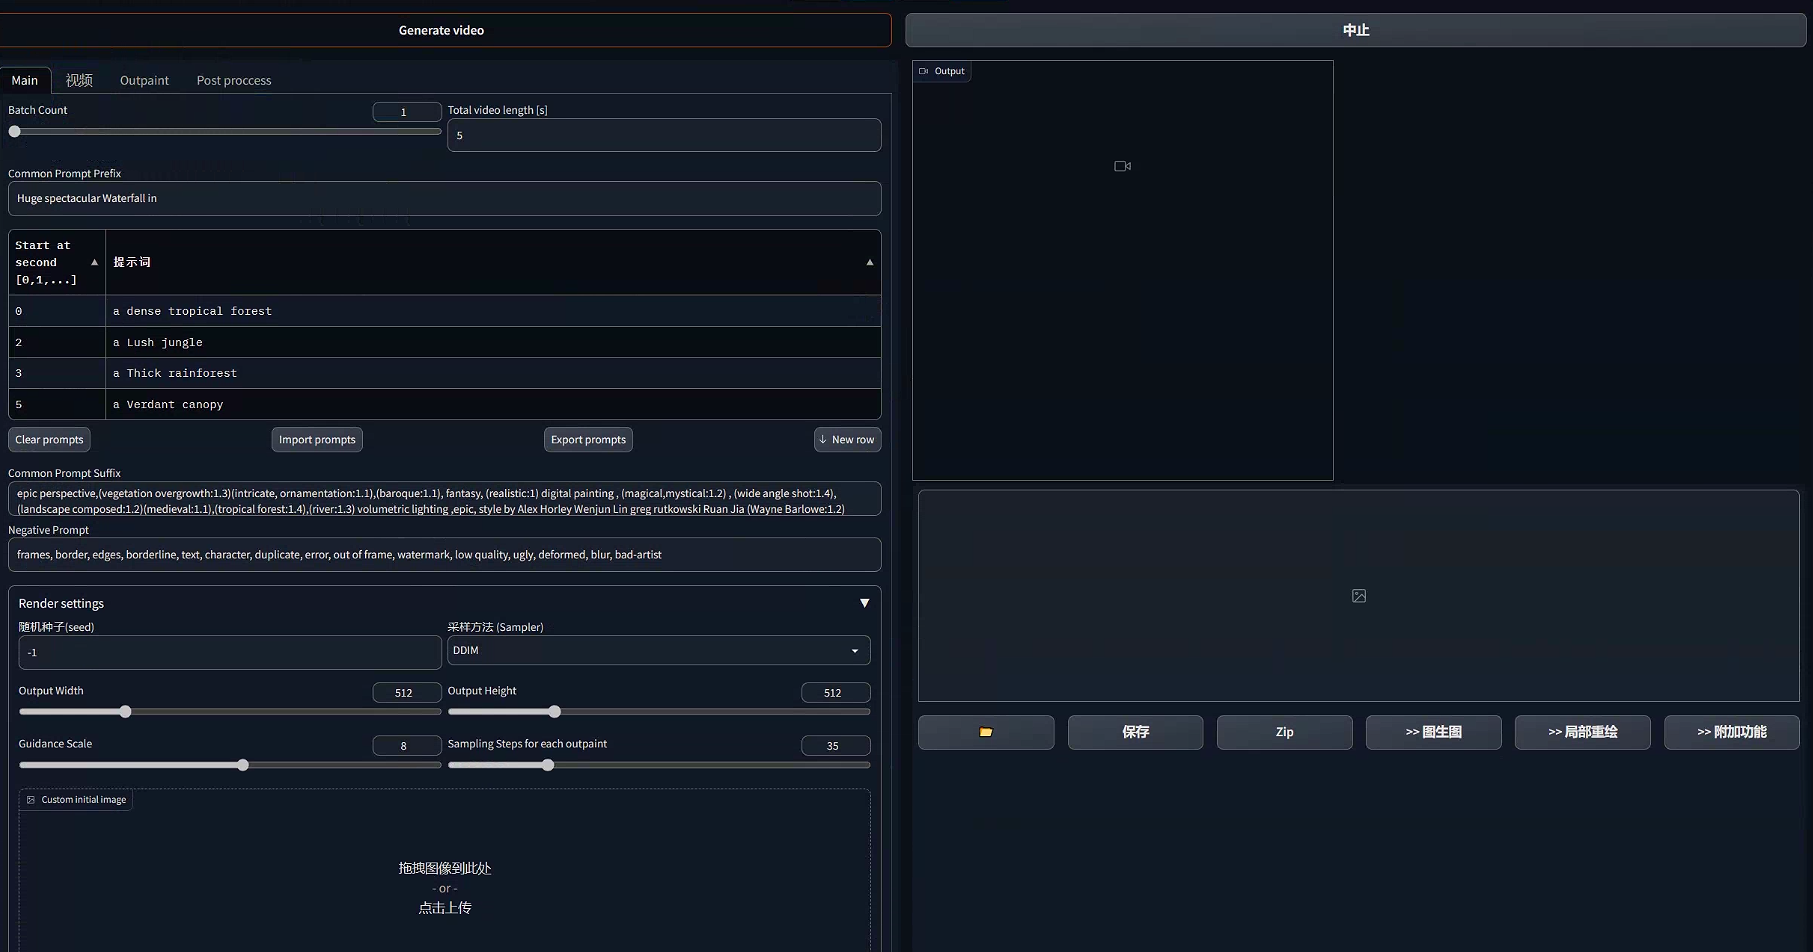 Generate video
中止
Main
视频
Outpaint
Post proccess
Batch Count
1
Total video length [s]
5
Common Prompt Prefix
Huge spectacular Waterfall in
Start at second [0,1,...]
提示词
0
a dense tropical forest
2
a Lush jungle
3
a Thick rainforest
5
a Verdant canopy
Clear prompts
Import prompts
Export prompts
↓ New row
Common Prompt Suffix
epic perspective,(vegetation overgrowth:1.3)(intricate, ornamentation:1.1),(baroque:1.1), fantasy, (realistic:1) digital painting , (magical,mystical:1.2) , (wide angle shot:1.4),
(landscape composed:1.2)(medieval:1.1),(tropical forest:1.4),(river:1.3) volumetric lighting ,epic, style by Alex Horley Wenjun Lin greg rutkowski Ruan Jia (Wayne Barlowe:1.2)
Negative Prompt
frames, border, edges, borderline, text, character, duplicate, error, out of frame, watermark, low quality, ugly, deformed, blur, bad-artist
Render settings
▼
随机种子(seed)
-1
采样方法 (Sampler)
DDIM
Output Width
512
Output Height
512
Guidance Scale
8
Sampling Steps for each outpaint
35
Custom initial image
拖拽图像到此处
- or -
点击上传
Output
保存
Zip
>> 图生图
>> 局部重绘
>> 附加功能